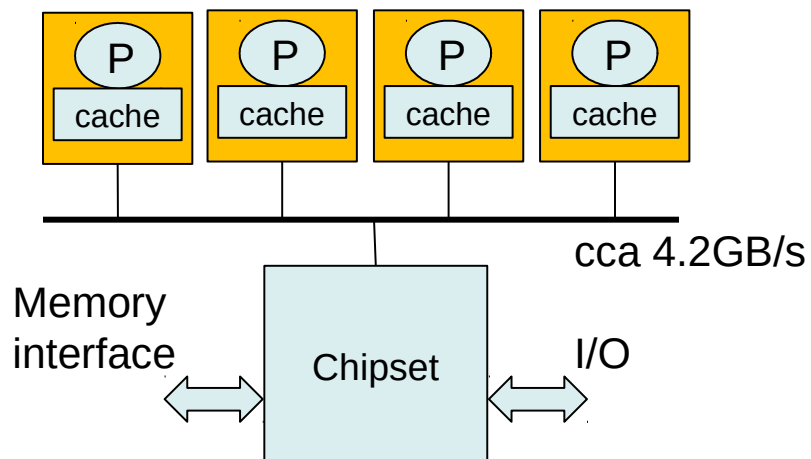 P P P P
cache cache cache cache
cca 4.2GB/s
Memory
interface
Chipset
I/O